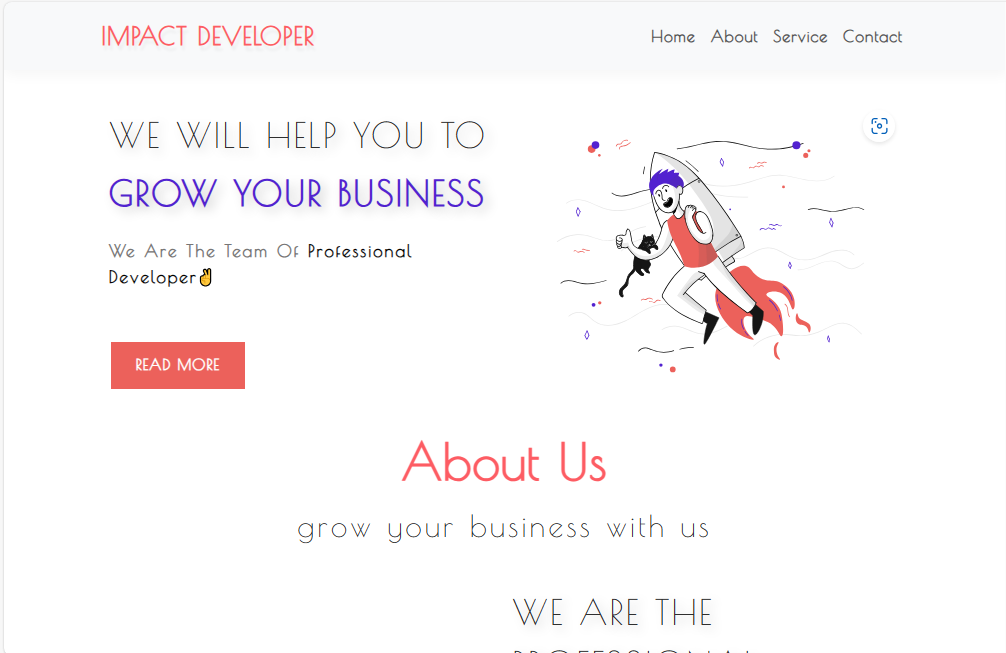 IMPACT DEVELOPER
Home About Service Contact
WE WILL HELP YOU TO
GROW YOUR BUSINESS
We Are The Team Of Professional
Developer✌
READ MORE
About Us
grow your business with us
WE ARE THE